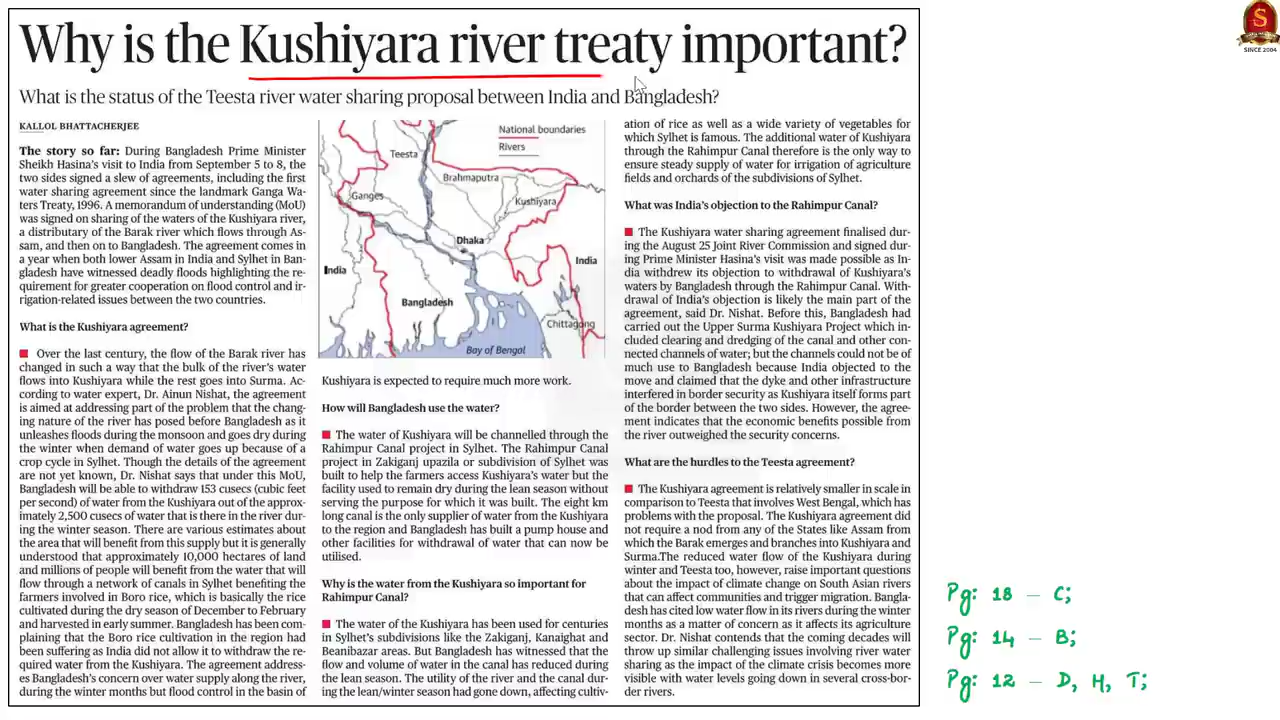 Why is the Kushiyara river treaty important?
What is the status of the Teesta river water sharing proposal between India and Bangladesh?
KALLOL BHATTACHERJEE
The story so far: During Bangladesh Prime Minister
Sheikh Hasina's visit to India from September 5 to 8, the
two sides signed a slew of agreements, including the first
water sharing agreement since the landmark Ganga Wa-
ters Treaty, 1996. A memorandum of understanding (MoU)
was signed on sharing of the waters of the Kushiyara river,
a distributary of the Barak river which flows through As-
sam, and then on to Bangladesh. The agreement comes in
a year when both lower Assam in India and Sylhet in Ban-
gladesh have witnessed deadly floods highlighting the re-
quirement for greater cooperation on flood control and ir-
rigation-related issues between the two countries.
What is the Kushiyara agreement?
Over the last century, the flow of the Barak river has
changed in such a way that the bulk of the river's water
flows into Kushiyara while the rest goes into Surma. Ac-
cording to water expert, Dr. Ainun Nishat, the agreement
is aimed at addressing part of the problem that the chang-
ing nature of the river has posed before Bangladesh as it
unleashes floods during the monsoon and goes dry during
the winter when demand of water goes up because of a
crop cycle in Sylhet. Though the details of the agreement
are not yet known, Dr. Nishat says that under this MoU,
Bangladesh will be able to withdraw 153 cusecs (cubic feet
per second) of water from the Kushiyara out of the approx-
imately 2,500 cusecs of water that is there in the river dur-
ing the winter season. There are various estimates about
the area that will benefit from this supply but it is generally
understood that approximately 10,000 hectares of land
and millions of people will benefit from the water that will
flow through a network of canals in Sylhet benefiting the
farmers involved in Boro rice, which is basically the rice
cultivated during the dry season of December to February
and harvested in early summer. Bangladesh has been com-
plaining that the Boro rice cultivation in the region had
been suffering as India did not allow it to withdraw the re-
quired water from the Kushiyara. The agreement address-
es Bangladesh's concern over water supply along the river,
during the winter months but flood control in the basin of
National boundaries
Rivers
Teesta
Brahmaputra
Ganges
Kushiyara
Dhaka
India
India
Bangladesh
Chittagong
Bay of Bengal
Kushiyara is expected to require much more work.
How will Bangladesh use the water?
The water of Kushiyara will be channelled through the
Rahimpur Canal project in Sylhet. The Rahimpur Canal
project in Zakiganj upazila or subdivision of Sylhet was
built to help the farmers access Kushiyara's water but the
facility used to remain dry during the lean season without
serving the purpose for which it was built. The eight km
long canal is the only supplier of water from the Kushiyara
to the region and Bangladesh has built a pump house and
other facilities for withdrawal of water that can now be
utilised.
Why is the water from the Kushiyara so important for
Rahimpur Canal?
The water of the Kushiyara has been used for centuries
in Sylhet's subdivisions like the Zakiganj, Kanaighat and
Beanibazar areas. But Bangladesh has witnessed that the
flow and volume of water in the canal has reduced during
the lean season. The utility of the river and the canal dur-
ing the lean/winter season had gone down, affecting cultiv-
ation of rice as well as a wide variety of vegetables for
which Sylhet is famous. The additional water of Kushiyara
through the Rahimpur Canal therefore is the only way to
ensure steady supply of water for irrigation of agriculture
fields and orchards of the subdivisions of Sylhet.
What was India's objection to the Rahimpur Canal?
The Kushiyara water sharing agreement finalised dur-
ing the August 25 Joint River Commission and signed dur-
ing Prime Minister Hasina's visit was made possible as In-
dia withdrew its objection to withdrawal of Kushiyara's
waters by Bangladesh through the Rahimpur Canal. With-
drawal of India's objection is likely the main part of the
agreement, said Dr. Nishat. Before this, Bangladesh had
carried out the Upper Surma Kushiyara Project which in-
cluded clearing and dredging of the canal and other con-
nected channels of water; but the channels could not be of
much use to Bangladesh because India objected to the
move and claimed that the dyke and other infrastructure
interfered in border security as Kushiyara itself forms part
of the border between the two sides. However, the agree-
ment indicates that the economic benefits possible from
the river outweighed the security concerns.
What are the hurdles to the Teesta agreement?
The Kushiyara agreement is relatively smaller in scale in
comparison to Teesta that involves West Bengal, which has
problems with the proposal. The Kushiyara agreement did
not require a nod from any of the States like Assam from
which the Barak emerges and branches into Kushiyara and
Surma.The reduced water flow of the Kushiyara during
winter and Teesta too, however, raise important questions
about the impact of climate change on South Asian rivers
that can affect communities and trigger migration. Bangla-
desh has cited low water flow in its rivers during the winter
months as a matter of concern as it affects its agriculture
sector. Dr. Nishat contends that the coming decades will
throw up similar challenging issues involving river water
sharing as the impact of the climate crisis becomes more
visible with water levels going down in several cross-bor-
der rivers.
S
SINCE 2004
Pg: 18 - C;
Pg: 14 - B;
Pg: 12 - D, H, T;